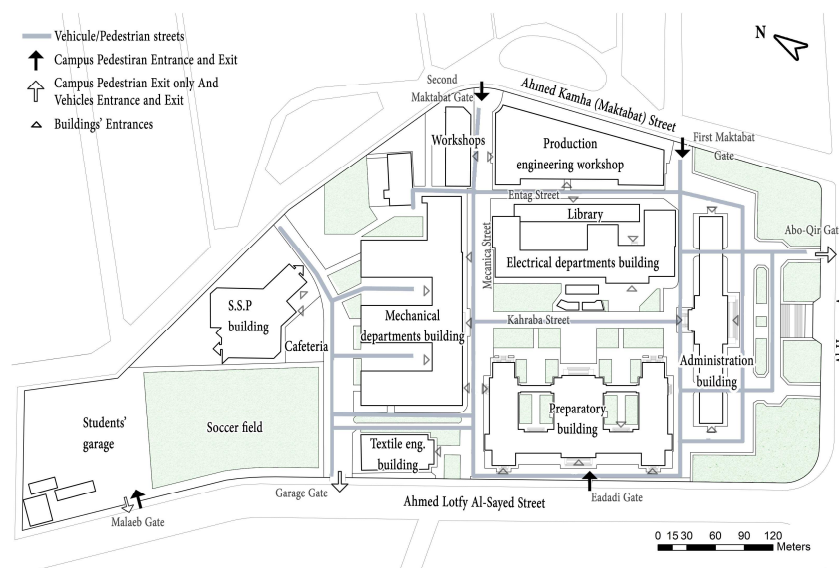 Vehicule/Pedestrian streets
Campus Pedestiran Entrance and Exit
Campus Pedestrian Exit only And
Vehicles Entrance and Exit
Buildings' Entrances
N
Second
Maktabat Gate
Ahmed Kamha (Maktabat) Street
First Maktabat
Gate
Workshops
Production
engineering workshop
Entag Street
Library
Abo-Qir Gat
Mecanica Street
Electrical departments building
S.S.P
building
Mechanical
departments building
Kahraba Street
Cafeteria
Administration
building
Students'
garage
Soccer field
Preparatory
building
Textile eng.
building
Garage Gate
Eadadi Gate
Ahmed Lotfy Al-Sayed Street
Malaeb Gate
0 15 30 60 90 120
Meters